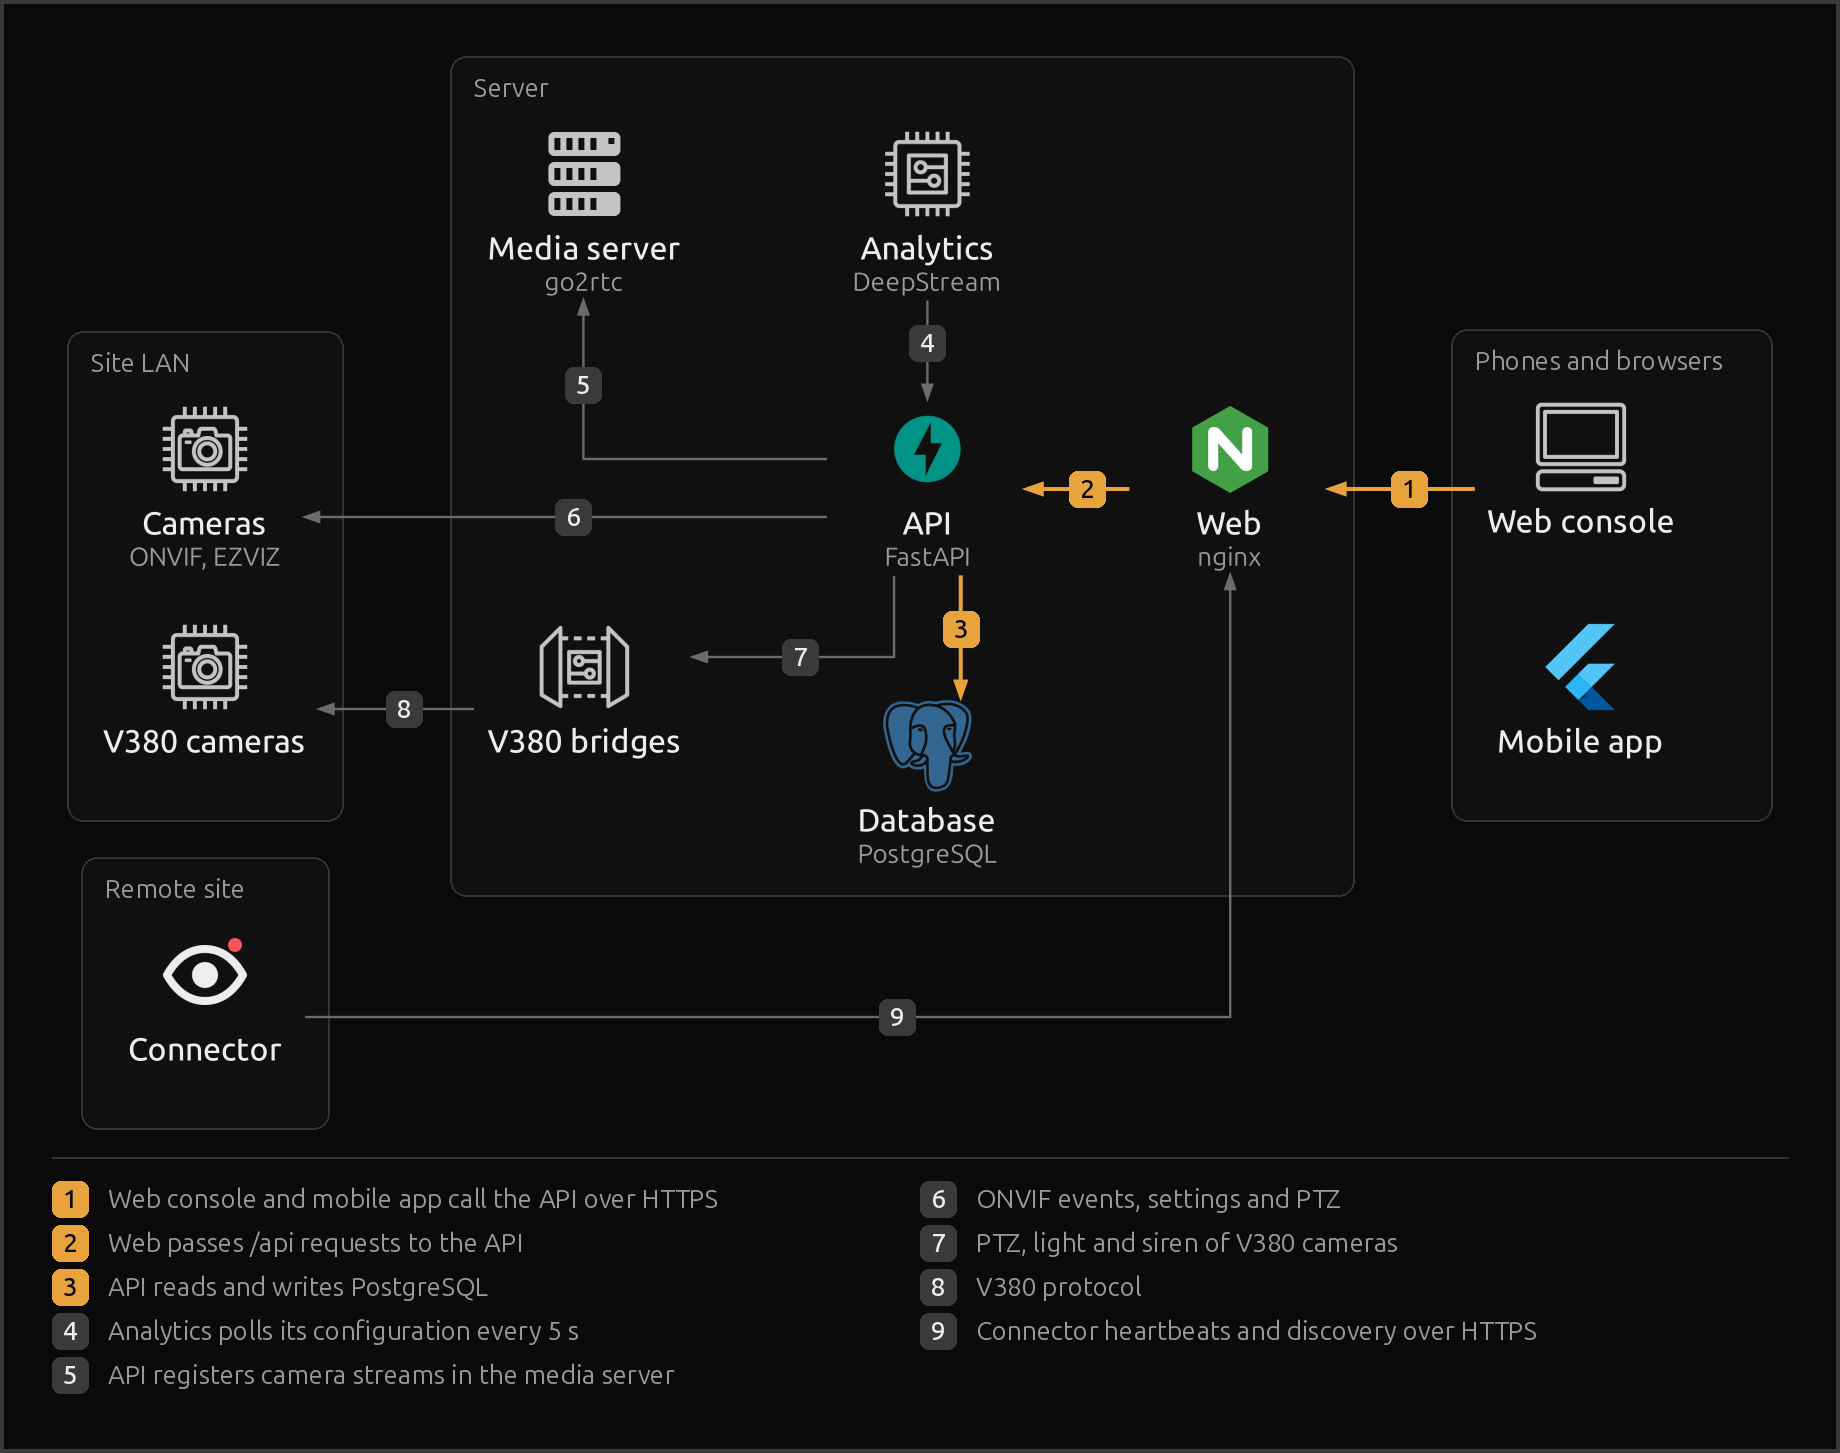 Server
Media server
go2rtc
Analytics
DeepStream
4
5
Site LAN
Cameras
ONVIF, EZVIZ
6
API
FastAPI
2
Web
nginx
1
Phones and browsers
Web console
3
7
V380 cameras
8
V380 bridges
Database
PostgreSQL
Mobile app
Remote site
Connector
9
1 Web console and mobile app call the API over HTTPS
2 Web passes /api requests to the API
3 API reads and writes PostgreSQL
4 Analytics polls its configuration every 5 s
5 API registers camera streams in the media server
6 ONVIF events, settings and PTZ
7 PTZ, light and siren of V380 cameras
8 V380 protocol
9 Connector heartbeats and discovery over HTTPS